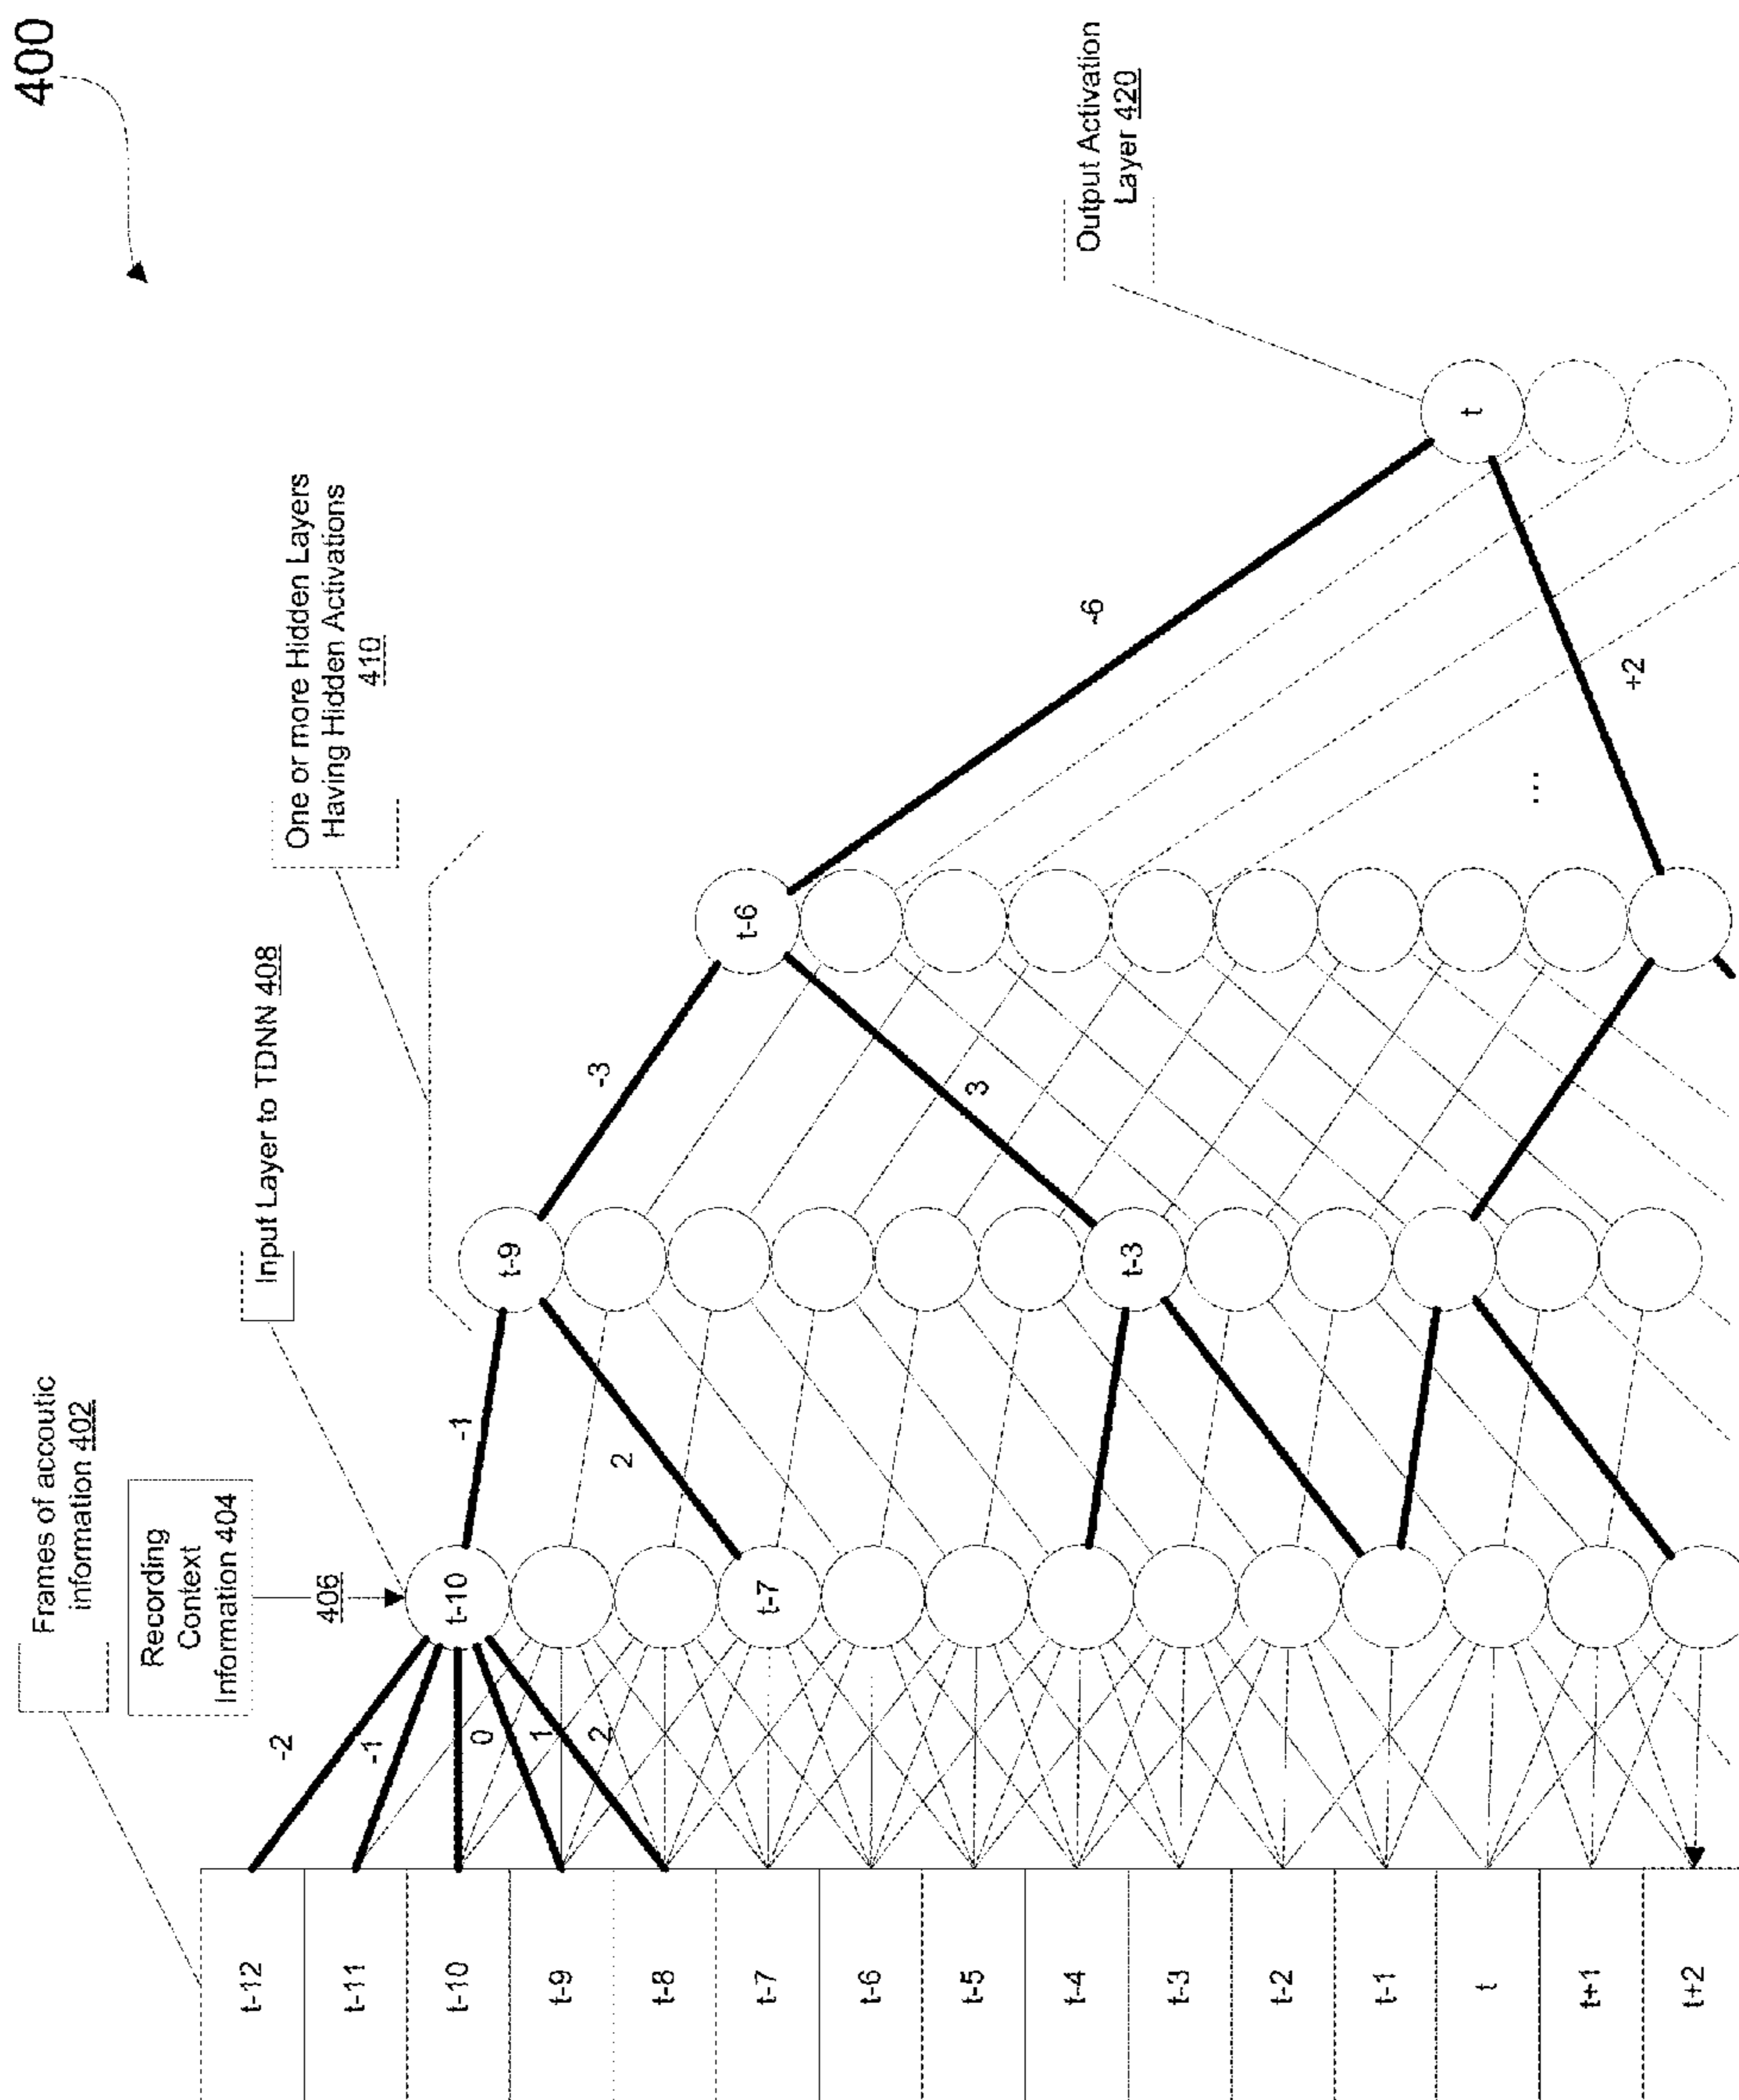 400
Frames of accoutic
information 402
Recording
Context
Information 404
406
Input Layer to TDNN 408
One or more Hidden Layers
Having Hidden Activations
410
Output Activation
Layer 420
t-12
t-11
t-10
t-9
t-8
t-7
t-6
t-5
t-4
t-3
t-2
t-1
t
t+1
t+2
-2
-1
0
1
2
t-10
t-7
-1
2
t-9
t-3
-3
3
t-6
-6
+2
...
t